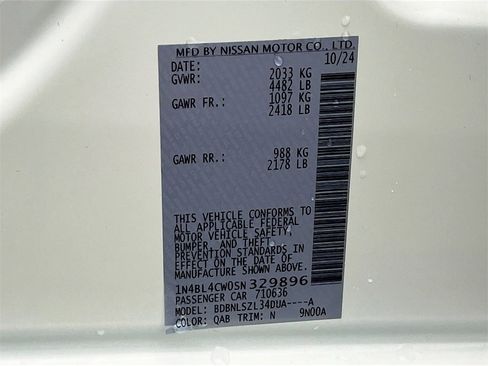 MFD BY NISSAN MOTOR CO., LTD.
DATE: 10/24
GVWR: 2033 KG
4482 LB
GAWR FR.: 1097 KG
2418 LB
GAWR RR.: 988 KG
2178 LB
THIS VEHICLE CONFORMS TO
ALL APPLICABLE FEDERAL
MOTOR VEHICLE SAFETY,
BUMPER, AND THEFT
PREVENTION STANDARDS IN
EFFECT ON THE DATE OF
MANUFACTURE SHOWN ABOVE.
1N4BL4CW0SN329896
PASSENGER CAR 710636
MODEL: BDBNLSZL34DUA----A
COLOR: QAB TRIM: N 9N00A